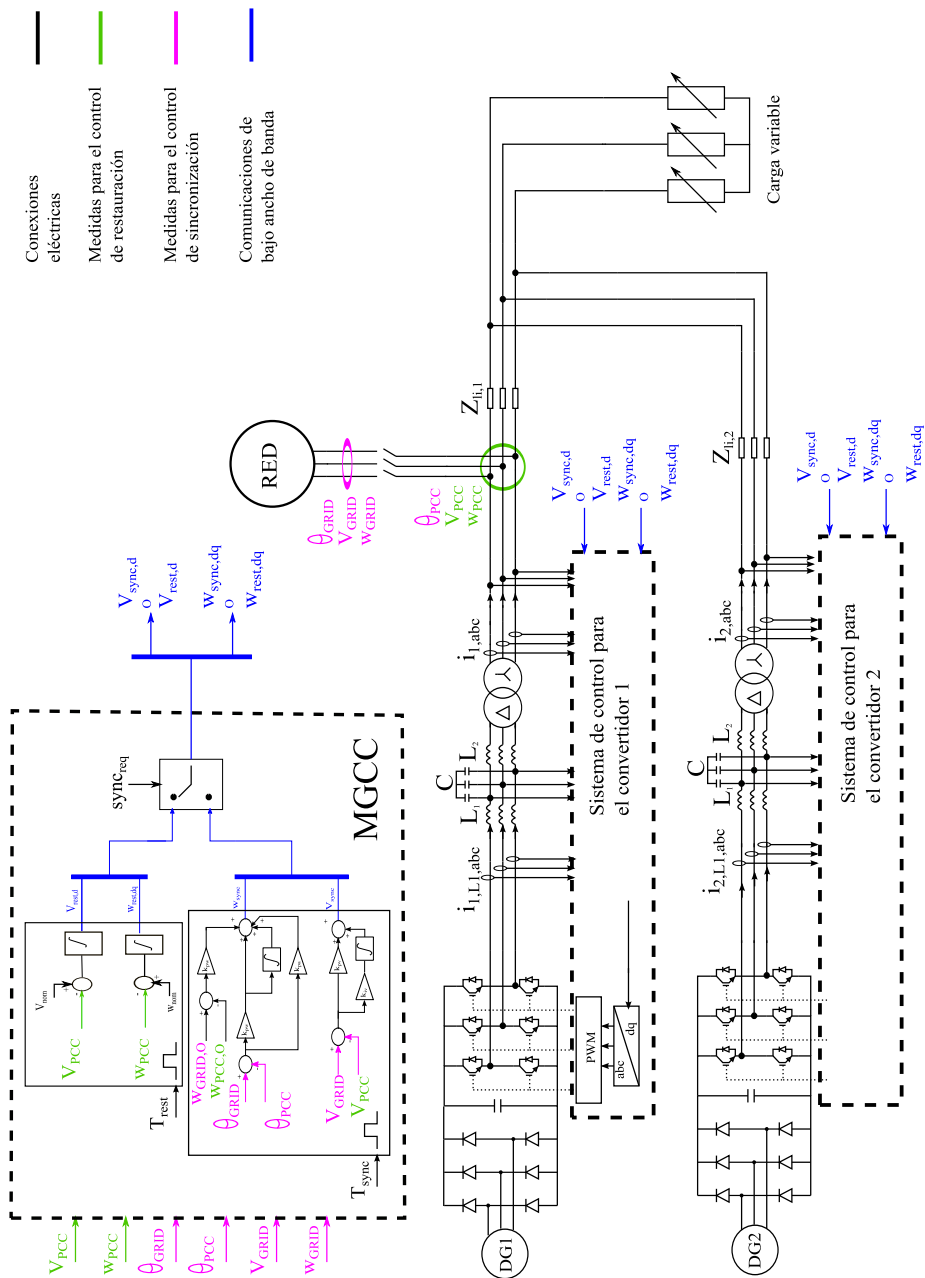 V_PCC
w_PCC
θ_GRID
θ_PCC
V_GRID
w_GRID
T_rest
V_PCC
V_nom
w_PCC
w_nom
V_rest,d
w_rest,dq
T_sync
w_GRID,O
w_PCC,O
θ_GRID
θ_PCC
V_GRID
V_PCC
w_sync
v_sync
sync_req
MGCC
V_sync,d
O
V_rest,d
w_sync,dq
O
w_rest,dq
Conexiones
eléctricas
Medidas para el control
de restauración
Medidas para el control
de sincronización
Comunicaciones de
bajo ancho de banda
RED
θ_GRID
V_GRID
w_GRID
θ_PCC
V_PCC
w_PCC
DG1
i_1,L1,abc
L_1
C
L_2
Δ
Y
i_1,abc
Z_li,1
Carga variable
PWM
abc
dq
Sistema de control para
el convertidor 1
V_sync,d
O
V_rest,d
w_sync,dq
O
w_rest,dq
DG2
i_2,L1,abc
L_1
C
L_2
Δ
Y
i_2,abc
Z_li,2
Sistema de control para
el convertidor 2
V_sync,d
O
V_rest,d
w_sync,dq
O
w_rest,dq